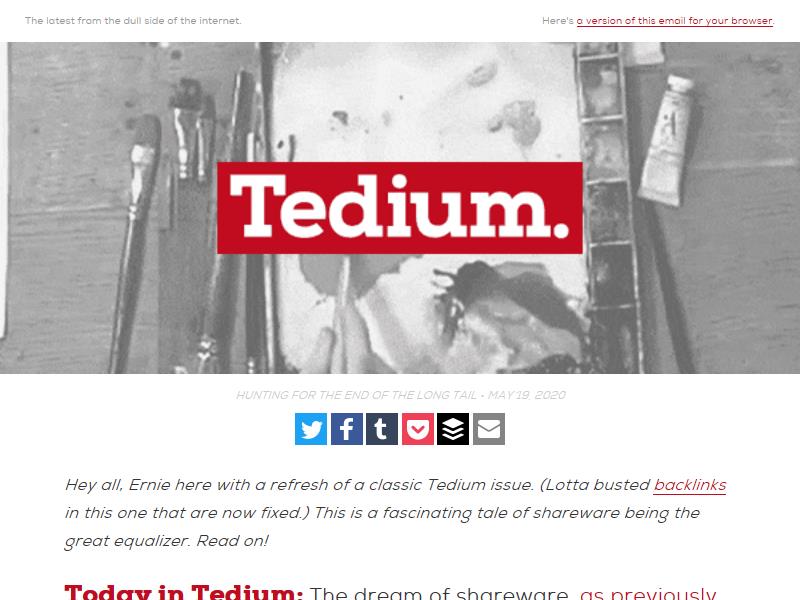 The latest from the dull side of the internet.
Here's a version of this email for your browser.
Tedium.
HUNTING FOR THE END OF THE LONG TAIL • MAY 19, 2020
Hey all, Ernie here with a refresh of a classic Tedium issue. (Lotta busted backlinks
in this one that are now fixed.) This is a fascinating tale of shareware being the
great equalizer. Read on!
Today in Tedium: The dream of shareware, as previously